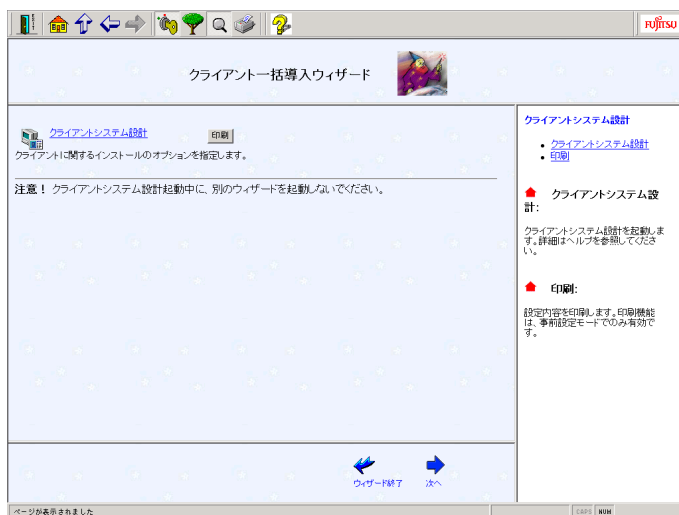 FUJITSU
クライアント一括導入ウィザード
クライアントシステム設計
印刷
クライアントに関するインストールのオプションを指定します。
注意！ クライアントシステム設計起動中に、別のウィザードを起動しないでください。
ウィザード終了
次へ
クライアントシステム設計
クライアントシステム設計
印刷
クライアントシステム設
計:
クライアントシステム設計を起動しま
す。詳細はヘルプを参照してくださ
い。
印刷:
設定内容を印刷します。印刷機能
は、事前設定モードでのみ有効で
す。
ページが表示されました
CAPS
NUM